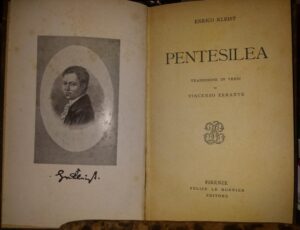 ENRICO KLEIST
PENTESILEA
TRADUZIONE IN VERSI
DI
VINCENZO ERRANTE
FIRENZE
FELICE LE MONNIER
EDITORE